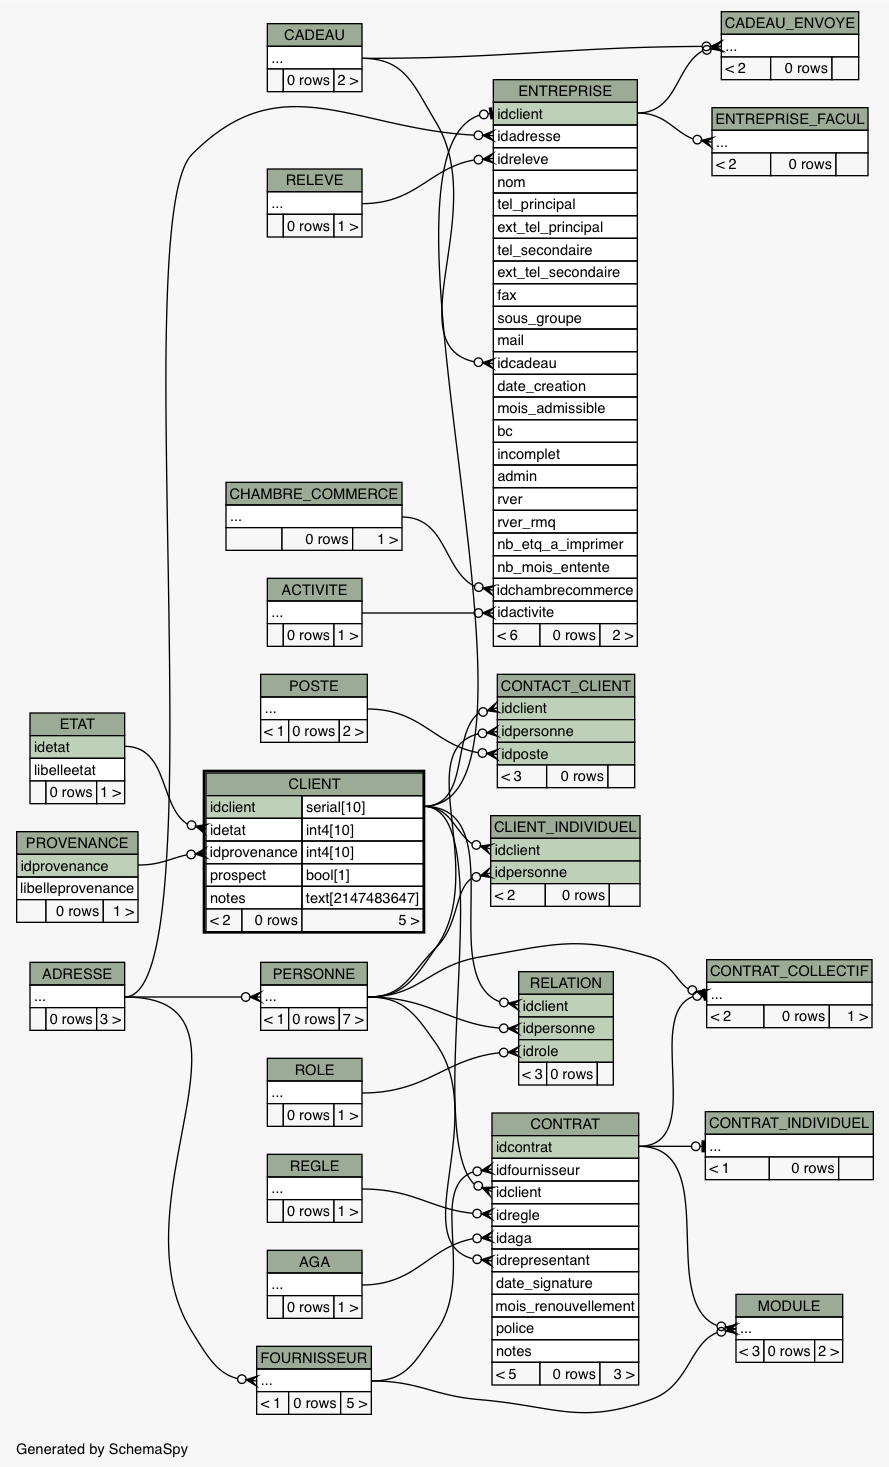 CADEAU
...
0 rows 2 >
CADEAU_ENVOYE
...
< 2 0 rows
ENTREPRISE
idclient
idadresse
idreleve
nom
tel_principal
ext_tel_principal
tel_secondaire
ext_tel_secondaire
fax
sous_groupe
mail
idcadeau
date_creation
mois_admissible
bc
incomplet
admin
rver
rver_rmq
nb_etq_a_imprimer
nb_mois_entente
idchambrecommerce
idactivite
< 6 0 rows 2 >
ENTREPRISE_FACUL
...
< 2 0 rows
RELEVE
...
0 rows 1 >
CHAMBRE_COMMERCE
...
0 rows 1 >
ACTIVITE
...
0 rows 1 >
POSTE
...
< 1 0 rows 2 >
CONTACT_CLIENT
idclient
idpersonne
idposte
< 3 0 rows
ETAT
idetat
libelleetat
0 rows 1 >
CLIENT
idclient serial[10]
idetat int4[10]
idprovenance int4[10]
prospect bool[1]
notes text[2147483647]
< 2 0 rows 5 >
PROVENANCE
idprovenance
libelleprovenance
0 rows 1 >
CLIENT_INDIVIDUEL
idclient
idpersonne
< 2 0 rows
ADRESSE
...
0 rows 3 >
PERSONNE
...
< 1 0 rows 7 >
RELATION
idclient
idpersonne
idrole
< 3 0 rows
CONTRAT_COLLECTIF
...
< 2 0 rows 1 >
ROLE
...
0 rows 1 >
CONTRAT
idcontrat
idfournisseur
idclient
idregle
idaga
idrepresentant
date_signature
mois_renouvellement
police
notes
< 5 0 rows 3 >
CONTRAT_INDIVIDUEL
...
< 1 0 rows
REGLE
...
0 rows 1 >
AGA
...
0 rows 1 >
MODULE
...
< 3 0 rows 2 >
FOURNISSEUR
...
< 1 0 rows 5 >
Generated by SchemaSpy